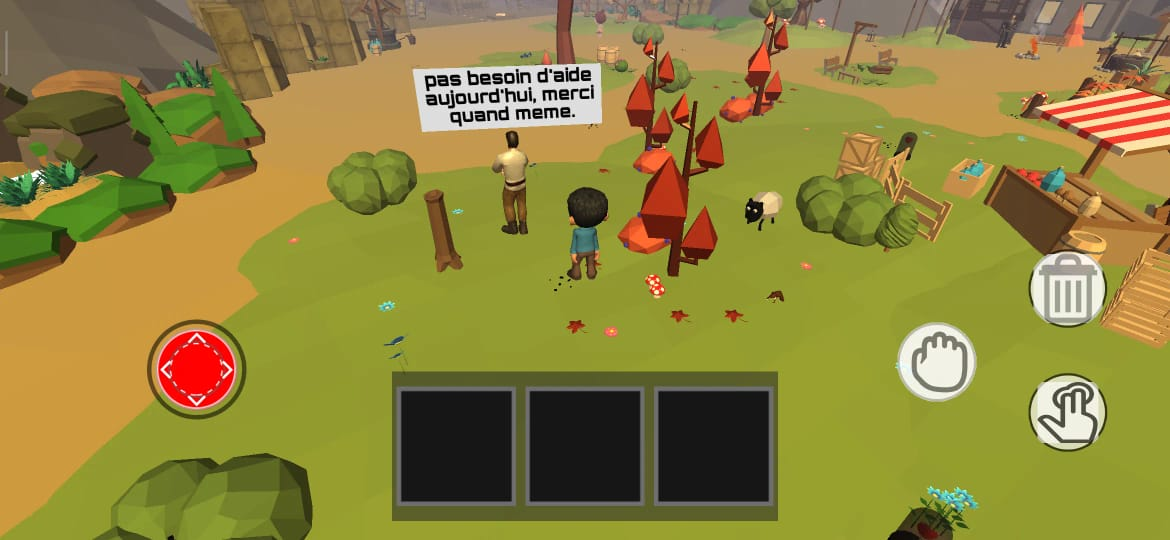 pas besoin d'aide
aujourd'hui, merci
quand meme.